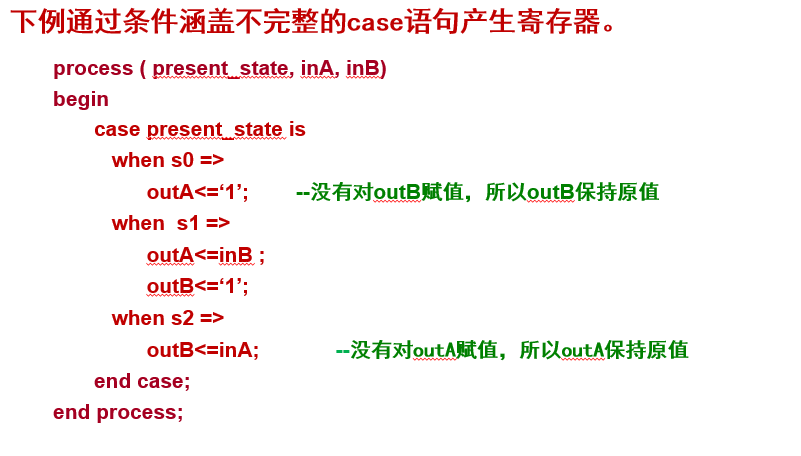 下例通过条件涵盖不完整的case语句产生寄存器。
process ( present_state, inA, inB)
begin
case present_state is
when s0 =>
outA<=‘1’; --没有对outB赋值，所以outB保持原值
when s1 =>
outA<=inB ;
outB<=‘1’;
when s2 =>
outB<=inA; --没有对outA赋值，所以outA保持原值
end case;
end process;